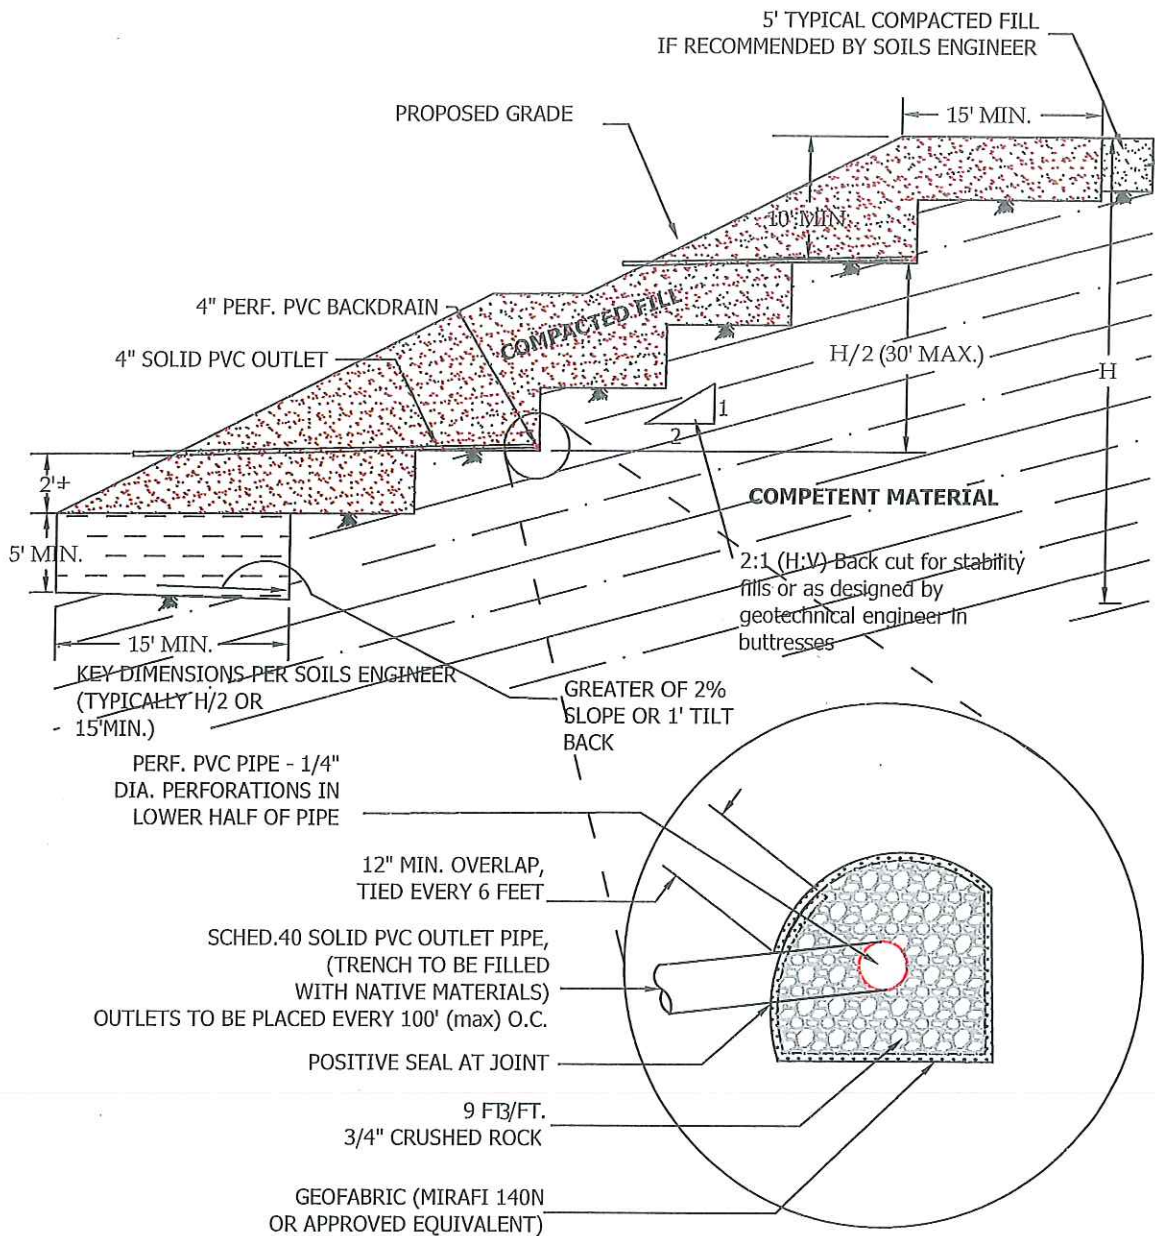 5' TYPICAL COMPACTED FILL
IF RECOMMENDED BY SOILS ENGINEER
PROPOSED GRADE
15' MIN.
10' MIN.
4" PERF. PVC BACKDRAIN
COMPACTED FILL
4" SOLID PVC OUTLET
H/2 (30' MAX.)
H
1
2
2'+
COMPETENT MATERIAL
5' MIN.
2:1 (H:V) Back cut for stability
fills or as designed by
geotechnical engineer in
buttresses
15' MIN.
KEY DIMENSIONS PER SOILS ENGINEER
(TYPICALLY H/2 OR
15'MIN.)
GREATER OF 2%
SLOPE OR 1' TILT
BACK
PERF. PVC PIPE - 1/4"
DIA. PERFORATIONS IN
LOWER HALF OF PIPE
12" MIN. OVERLAP,
TIED EVERY 6 FEET
SCHED.40 SOLID PVC OUTLET PIPE,
(TRENCH TO BE FILLED
WITH NATIVE MATERIALS)
OUTLETS TO BE PLACED EVERY 100' (max) O.C.
POSITIVE SEAL AT JOINT
9 FT3/FT.
3/4" CRUSHED ROCK
GEOFABRIC (MIRAFI 140N
OR APPROVED EQUIVALENT)